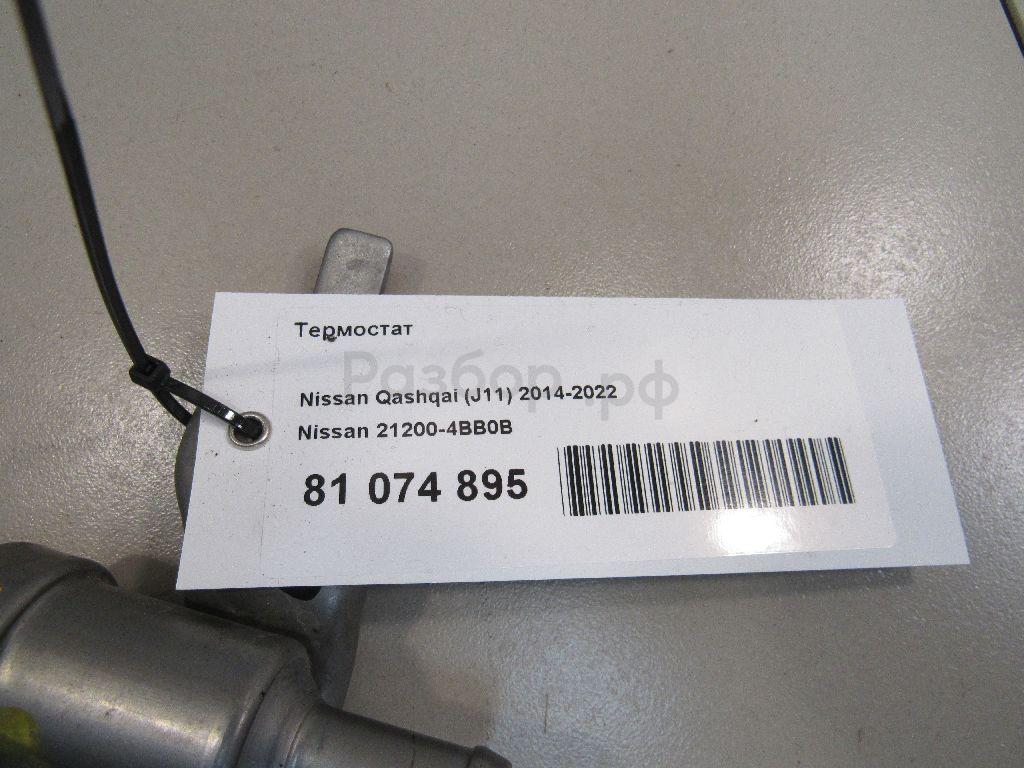 Термостат
Разбор.рф
Nissan Qashqai (J11) 2014-2022
Nissan 21200-4BB0B
81 074 895